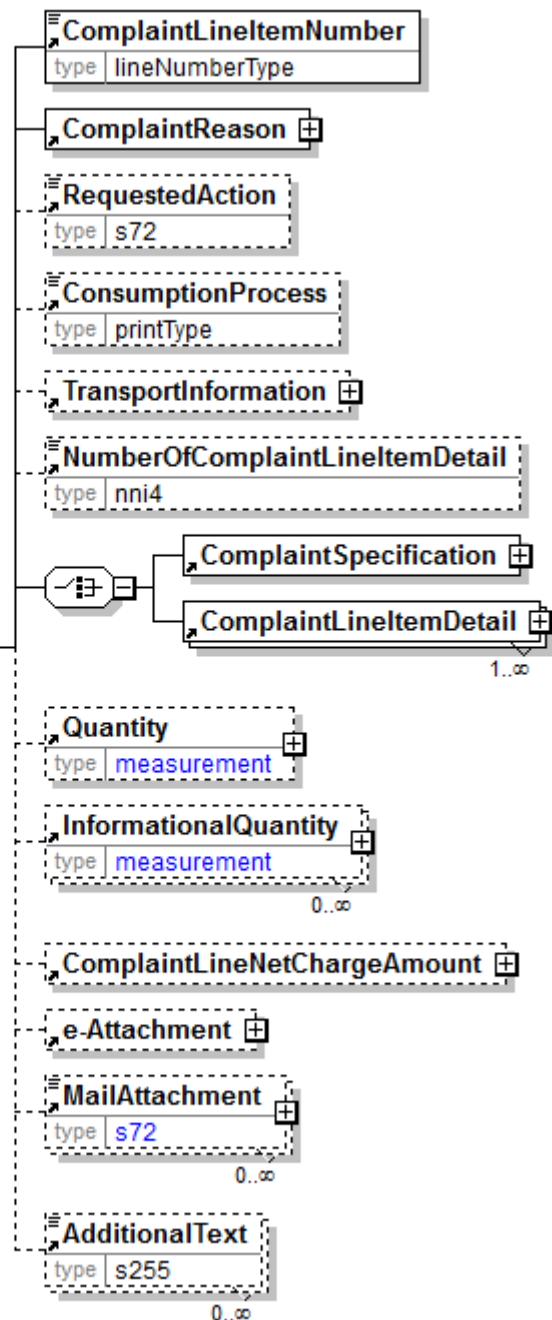 ComplaintLineItemNumber
type lineNumberType
ComplaintReason
RequestedAction
type s72
ConsumptionProcess
type printType
TransportInformation
NumberOfComplaintLineItemDetail
type nni4
ComplaintSpecification
ComplaintLineItemDetail
1..∞
Quantity
type measurement
InformationalQuantity
type measurement
0..∞
ComplaintLineNetChargeAmount
e-Attachment
MailAttachment
type s72
0..∞
AdditionalText
type s255
0..∞